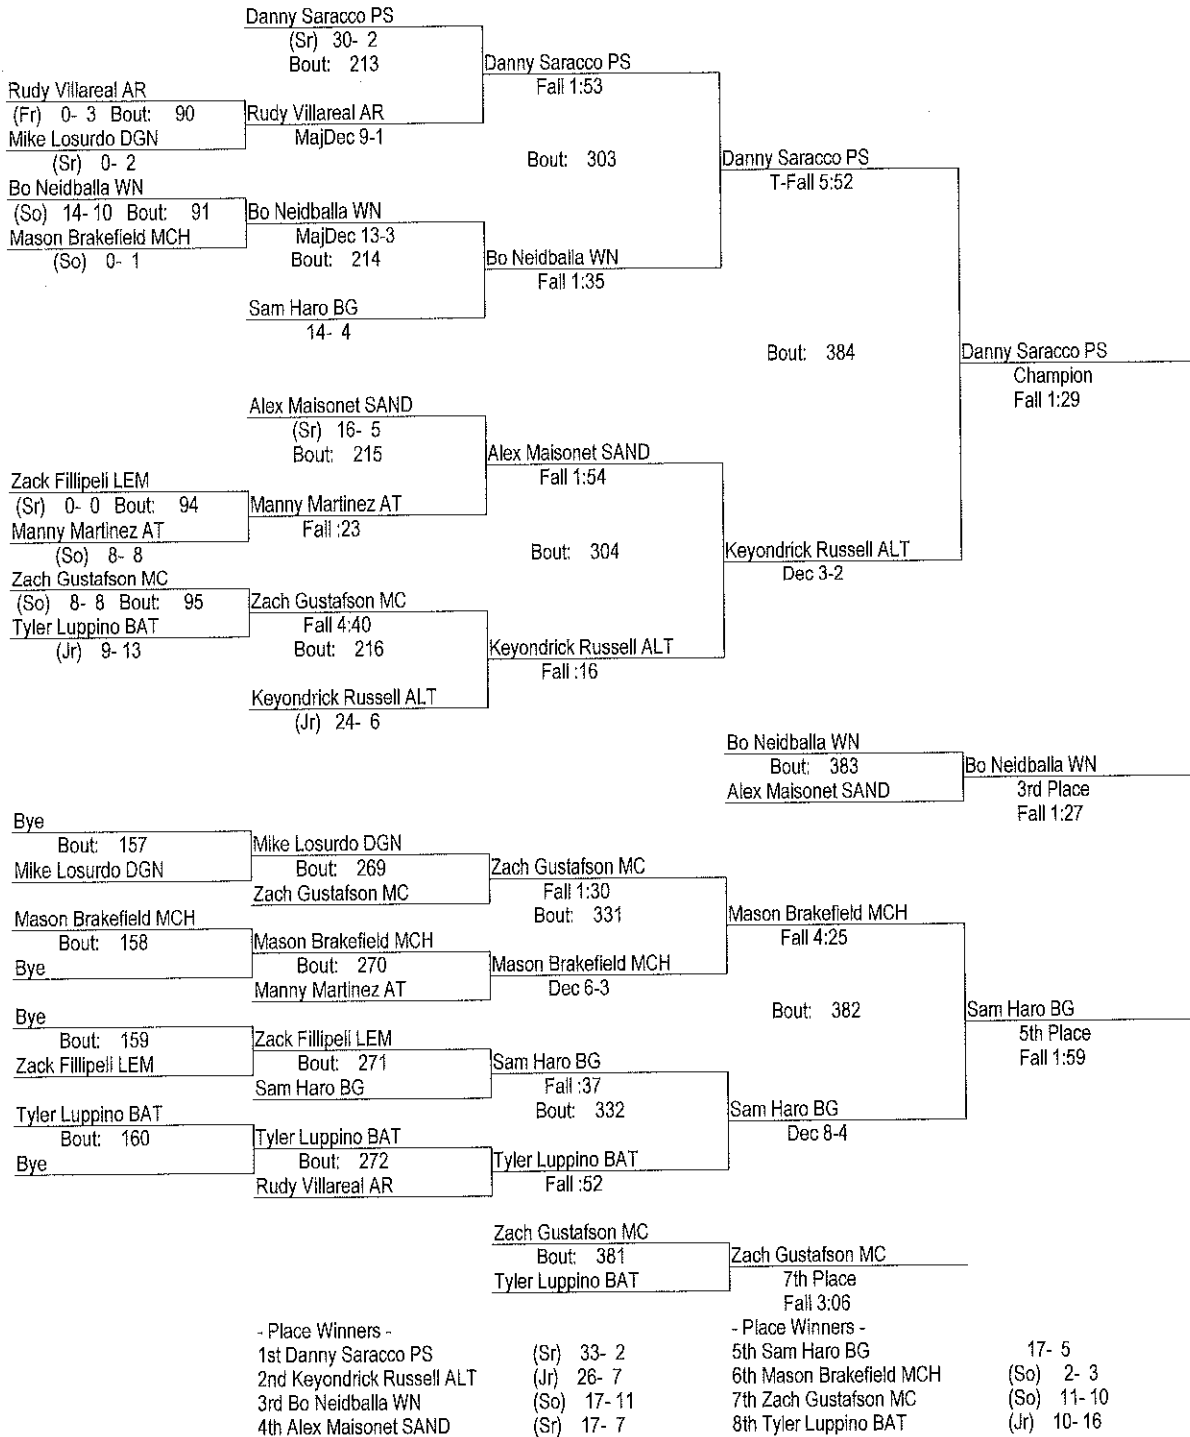 Danny Saracco PS
(Sr) 30- 2
Bout: 213
Danny Saracco PS
Fall 1:53
Rudy Villareal AR
(Fr) 0- 3 Bout: 90
Mike Losurdo DGN
(Sr) 0- 2
Rudy Villareal AR
MajDec 9-1
Bout: 303
Danny Saracco PS
T-Fall 5:52
Bo Neidballa WN
(So) 14- 10 Bout: 91
Mason Brakefield MCH
(So) 0- 1
Bo Neidballa WN
MajDec 13-3
Bout: 214
Bo Neidballa WN
Fall 1:35
Sam Haro BG
14- 4
Bout: 384
Danny Saracco PS
Champion
Fall 1:29
Alex Maisonet SAND
(Sr) 16- 5
Bout: 215
Alex Maisonet SAND
Fall 1:54
Zack Fillipeli LEM
(Sr) 0- 0 Bout: 94
Manny Martinez AT
(So) 8- 8
Manny Martinez AT
Fall :23
Bout: 304
Keyondrick Russell ALT
Dec 3-2
Zach Gustafson MC
(So) 8- 8 Bout: 95
Tyler Luppino BAT
(Jr) 9- 13
Zach Gustafson MC
Fall 4:40
Bout: 216
Keyondrick Russell ALT
Fall :16
Keyondrick Russell ALT
(Jr) 24- 6
Bo Neidballa WN
Bout: 383
Alex Maisonet SAND
Bo Neidballa WN
3rd Place
Fall 1:27
Bye
Bout: 157
Mike Losurdo DGN
Mike Losurdo DGN
Bout: 269
Zach Gustafson MC
Zach Gustafson MC
Fall 1:30
Bout: 331
Mason Brakefield MCH
Bout: 158
Bye
Mason Brakefield MCH
Bout: 270
Manny Martinez AT
Mason Brakefield MCH
Dec 6-3
Mason Brakefield MCH
Fall 4:25
Bout: 382
Sam Haro BG
5th Place
Fall 1:59
Bye
Bout: 159
Zack Fillipeli LEM
Zack Fillipeli LEM
Bout: 271
Sam Haro BG
Sam Haro BG
Fall :37
Bout: 332
Sam Haro BG
Dec 8-4
Tyler Luppino BAT
Bout: 160
Bye
Tyler Luppino BAT
Bout: 272
Rudy Villareal AR
Tyler Luppino BAT
Fall :52
Zach Gustafson MC
Bout: 381
Tyler Luppino BAT
Zach Gustafson MC
7th Place
Fall 3:06
- Place Winners -
1st Danny Saracco PS (Sr) 33- 2
2nd Keyondrick Russell ALT (Jr) 26- 7
3rd Bo Neidballa WN (So) 17- 11
4th Alex Maisonet SAND (Sr) 17- 7
- Place Winners -
5th Sam Haro BG 17- 5
6th Mason Brakefield MCH (So) 2- 3
7th Zach Gustafson MC (So) 11- 10
8th Tyler Luppino BAT (Jr) 10- 16